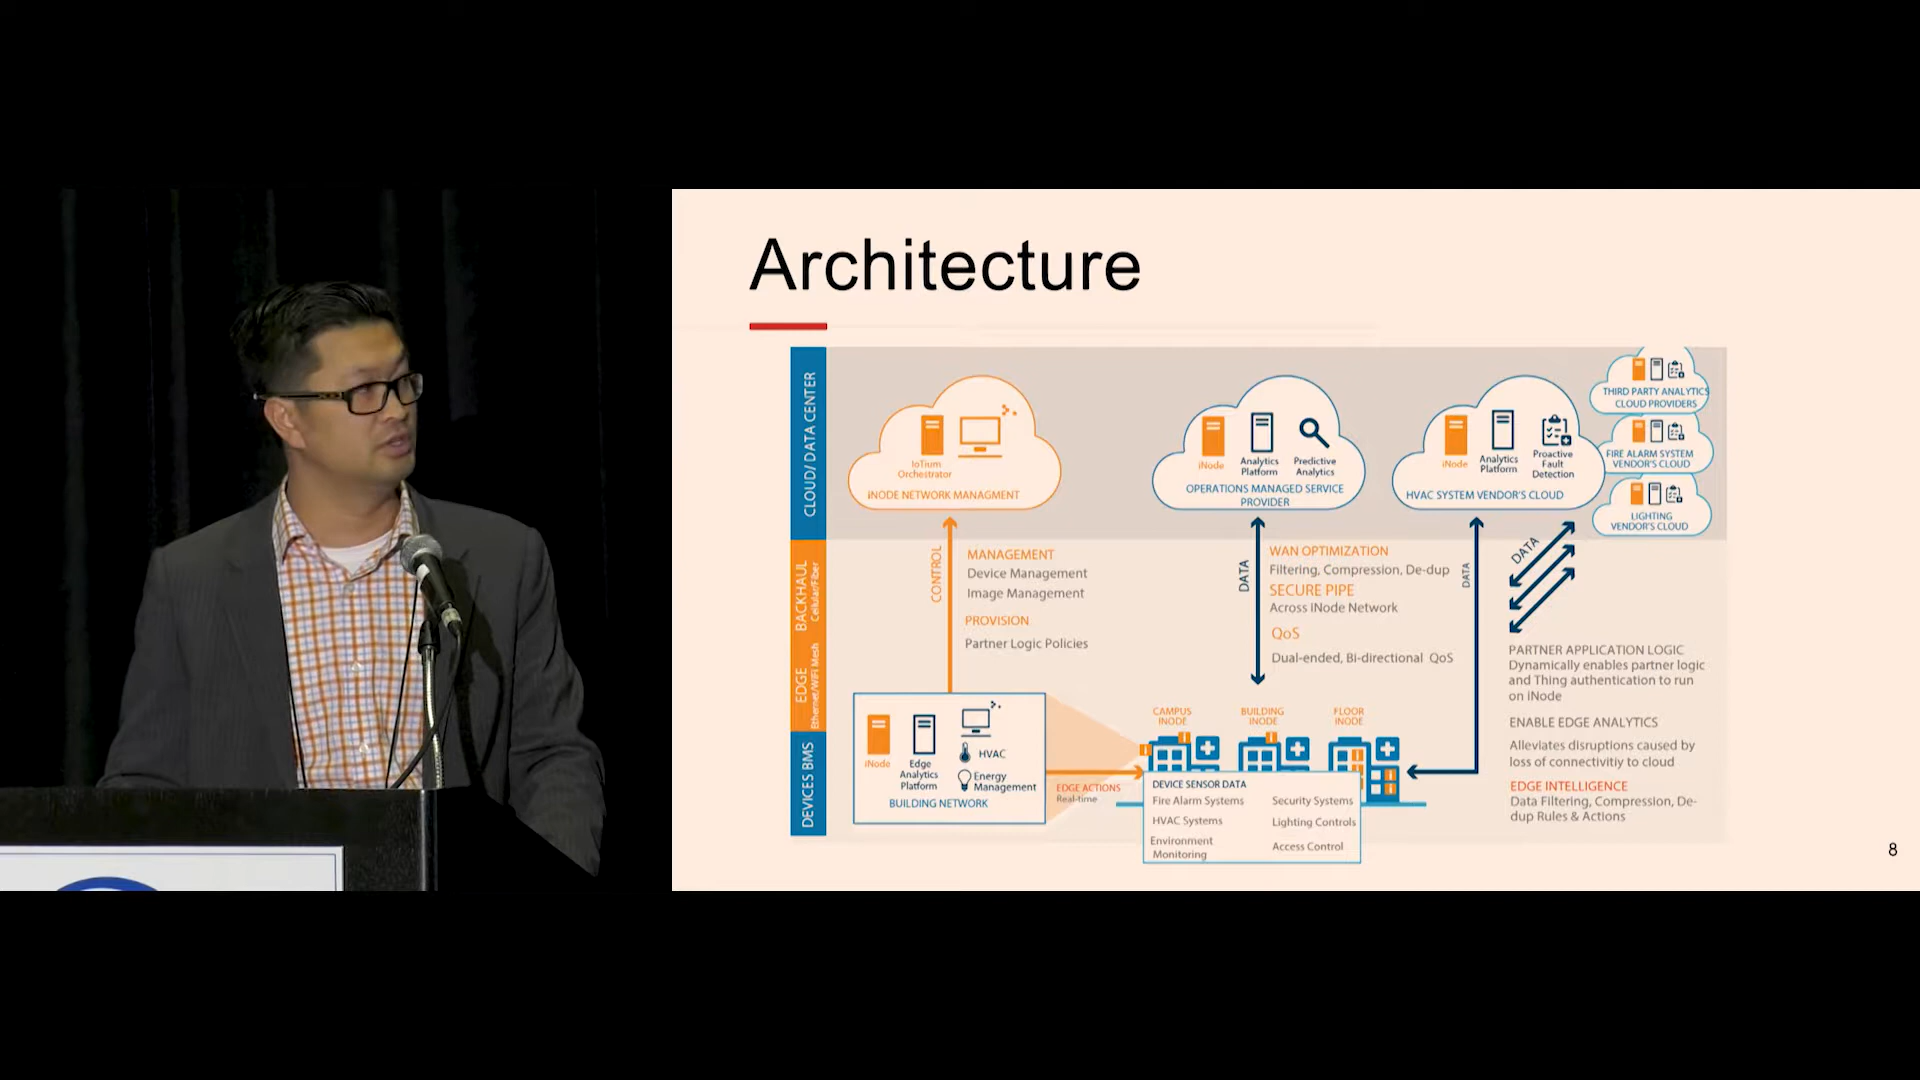 Architecture
CLOUD/ DATA CENTER
BACKHAUL
Cellular/Fiber
EDGE
Ethernet/WiFi Mesh
DEVICES BMS
IoTium
Orchestrator
iNODE NETWORK MANAGMENT
iNode
Analytics
Platform
Predictive
Analytics
OPERATIONS MANAGED SERVICE
PROVIDER
iNode
Analytics
Platform
Proactive
Fault
Detection
HVAC SYSTEM VENDOR'S CLOUD
THIRD PARTY ANALYTICS
CLOUD PROVIDERS
FIRE ALARM SYSTEM
VENDOR'S CLOUD
LIGHTING
VENDOR'S CLOUD
CONTROL
MANAGEMENT
Device Management
Image Management
PROVISION
Partner Logic Policies
DATA
WAN OPTIMIZATION
Filtering, Compression, De-dup
SECURE PIPE
Across iNode Network
QoS
Dual-ended, Bi-directional QoS
DATA
DATA
PARTNER APPLICATION LOGIC
Dynamically enables partner logic
and Thing authentication to run
on iNode
ENABLE EDGE ANALYTICS
Alleviates disruptions caused by
loss of connectivitiy to cloud
EDGE INTELLIGENCE
Data Filtering, Compression, De-
dup Rules & Actions
iNode
Edge
Analytics
Platform
HVAC
Energy
Management
BUILDING NETWORK
EDGE ACTIONS
Real-time
CAMPUS
INODE
BUILDING
INODE
FLOOR
INODE
DEVICE SENSOR DATA
Fire Alarm Systems
Security Systems
HVAC Systems
Lighting Controls
Environment
Monitoring
Access Control
8